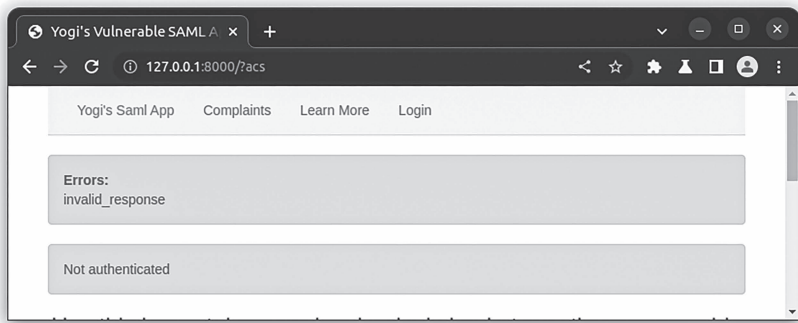 Yogi's Vulnerable SAML A
127.0.0.1:8000/?acs
Yogi's Saml App Complaints Learn More Login
Errors:
invalid_response
Not authenticated